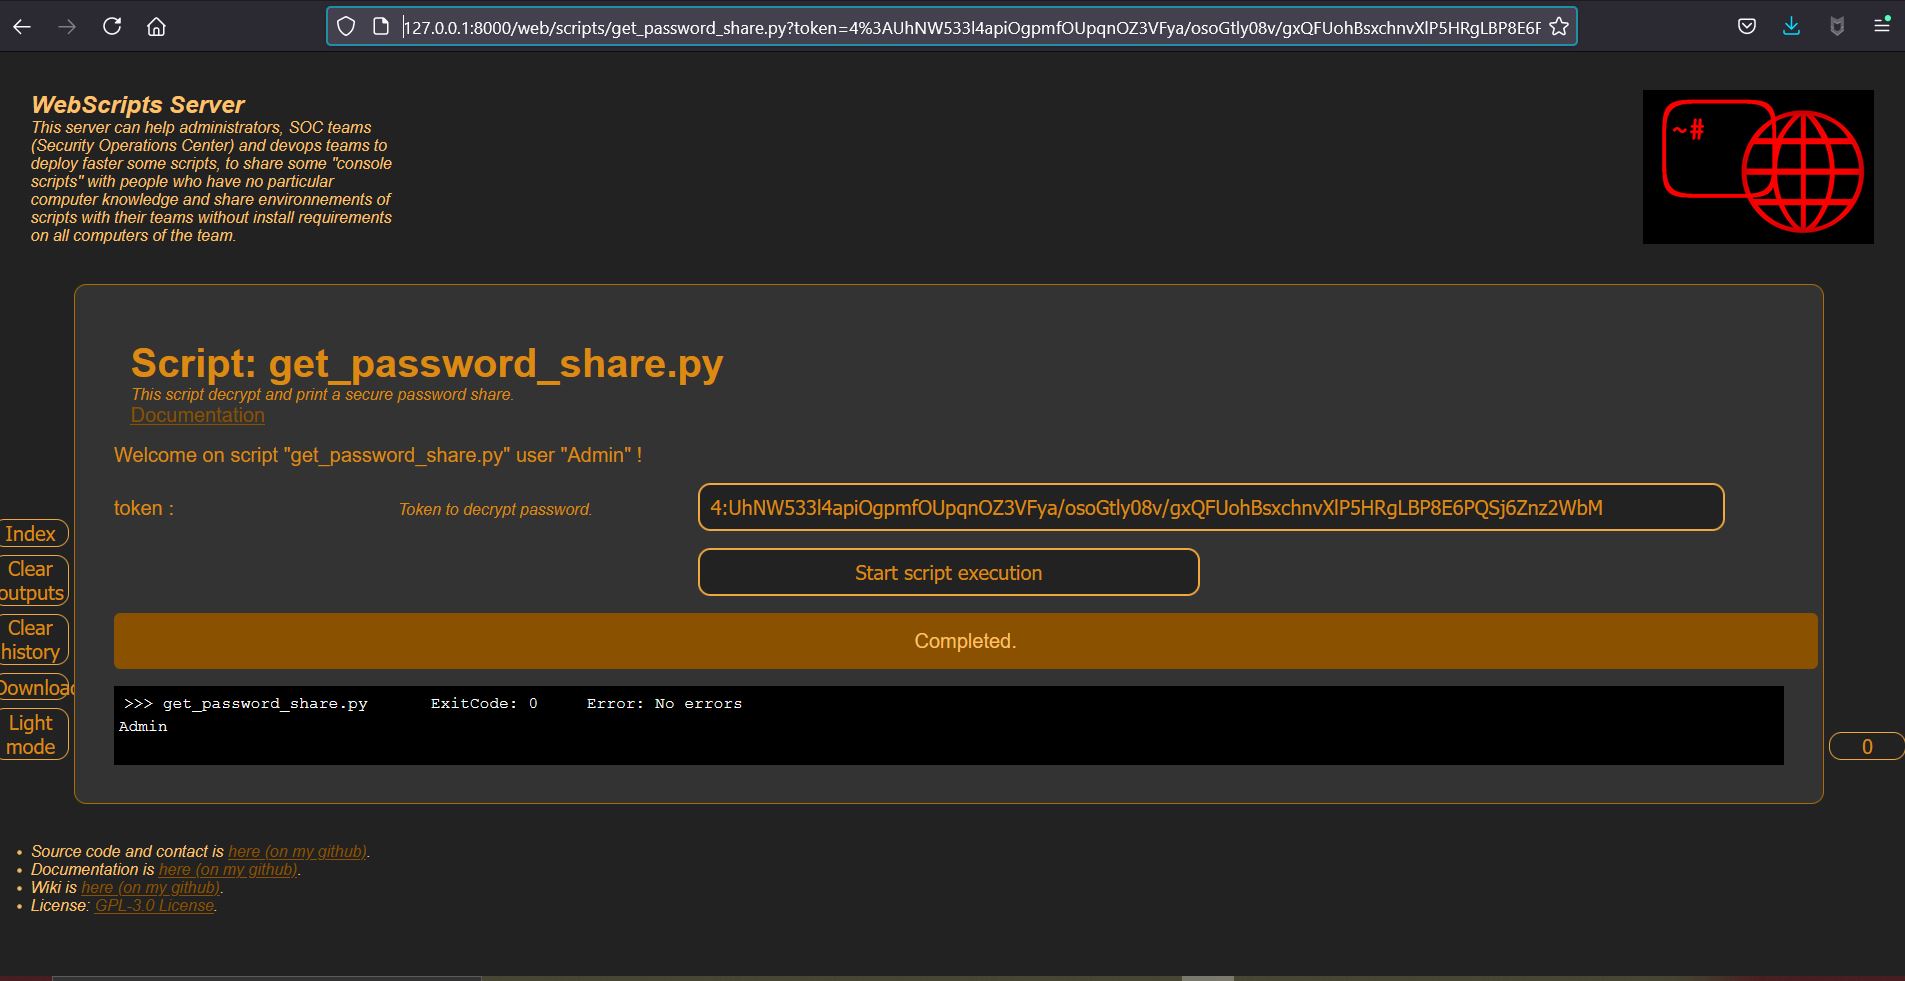 127.0.0.1:8000/web/scripts/get_password_share.py?token=4%3AUhNW533l4apiOgpmfOUpqnOZ3VFya/osoGtly08v/gxQFUohBsxchnvXlP5HRgLBP8E6F
WebScripts Server
This server can help administrators, SOC teams
(Security Operations Center) and devops teams to
deploy faster some scripts, to share some "console
scripts" with people who have no particular
computer knowledge and share environnements of
scripts with their teams without install requirements
on all computers of the team.
~#
Script: get_password_share.py
This script decrypt and print a secure password share.
Documentation
Welcome on script "get_password_share.py" user "Admin" !
token :
Token to decrypt password.
4:UhNW533l4apiOgpmfOUpqnOZ3VFya/osoGtly08v/gxQFUohBsxchnvXlP5HRgLBP8E6PQSj6Znz2WbM
Index
Clear
outputs
Clear
history
Download
Light
mode
Start script execution
Completed.
>>> get_password_share.py ExitCode: 0 Error: No errors
Admin
0
Source code and contact is here (on my github).
Documentation is here (on my github).
Wiki is here (on my github).
License: GPL-3.0 License.